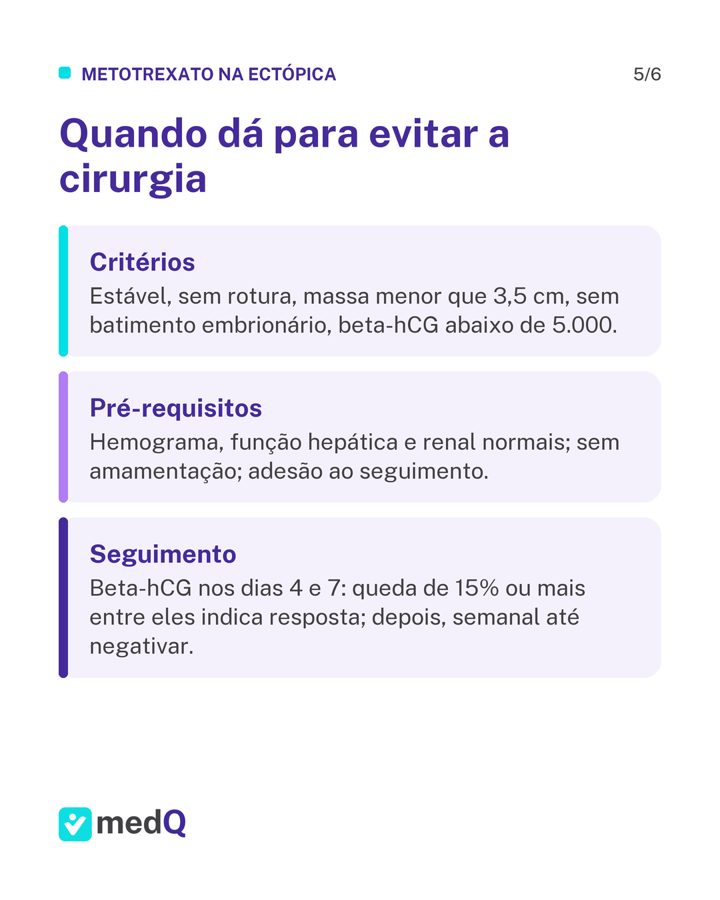 METOTREXATO NA ECTÓPICA
5/6
Quando dá para evitar a
cirurgia
Critérios
Estável, sem rotura, massa menor que 3,5 cm, sem
batimento embrionário, beta-hCG abaixo de 5.000.
Pré-requisitos
Hemograma, função hepática e renal normais; sem
amamentação; adesão ao seguimento.
Seguimento
Beta-hCG nos dias 4 e 7: queda de 15% ou mais
entre eles indica resposta; depois, semanal até
negativar.
medQ